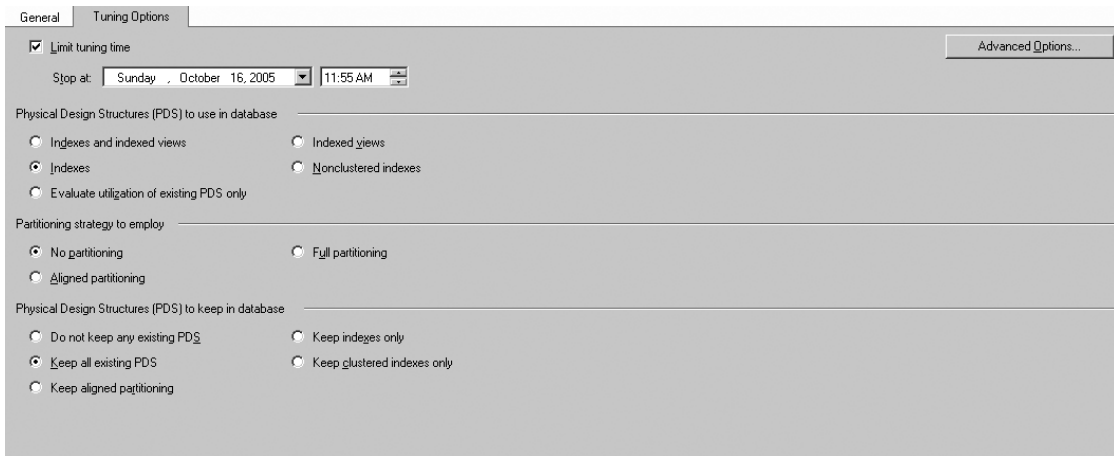 General Tuning Options
Limit tuning time Advanced Options...
Stop at: Sunday , October 16, 2005 11:55 AM
Physical Design Structures (PDS) to use in database
Indexes and indexed views Indexed views
Indexes Nonclustered indexes
Evaluate utilization of existing PDS only
Partitioning strategy to employ
No partitioning Full partitioning
Aligned partitioning
Physical Design Structures (PDS) to keep in database
Do not keep any existing PDS Keep indexes only
Keep all existing PDS Keep clustered indexes only
Keep aligned partitioning